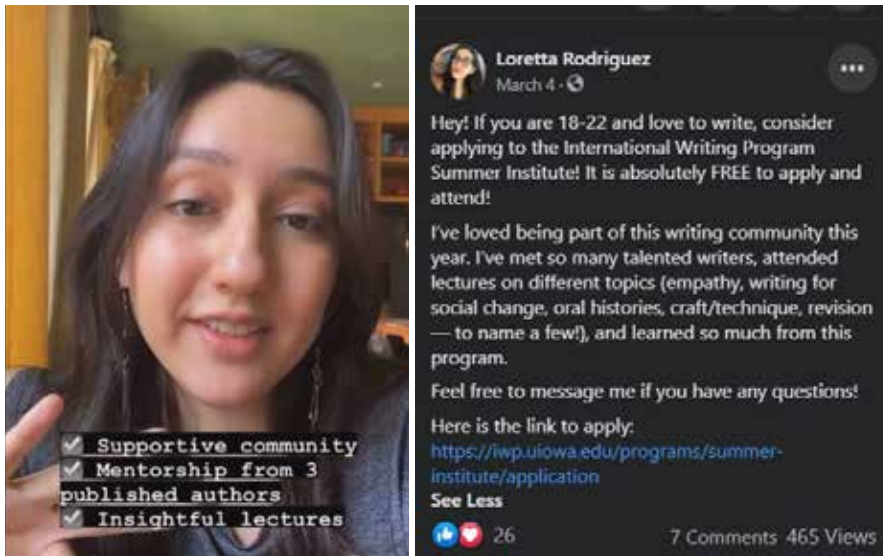 ✔ Supportive community
✔ Mentorship from 3
published authors
✔ Insightful lectures
Loretta Rodriguez
March 4 ·
Hey! If you are 18-22 and love to write, consider
applying to the International Writing Program
Summer Institute! It is absolutely FREE to apply and
attend!
I've loved being part of this writing community this
year. I've met so many talented writers, attended
lectures on different topics (empathy, writing for
social change, oral histories, craft/technique, revision
— to name a few!), and learned so much from this
program.
Feel free to message me if you have any questions!
Here is the link to apply:
https://iwp.uiowa.edu/programs/summer-
institute/application
See Less
26
7 Comments 465 Views